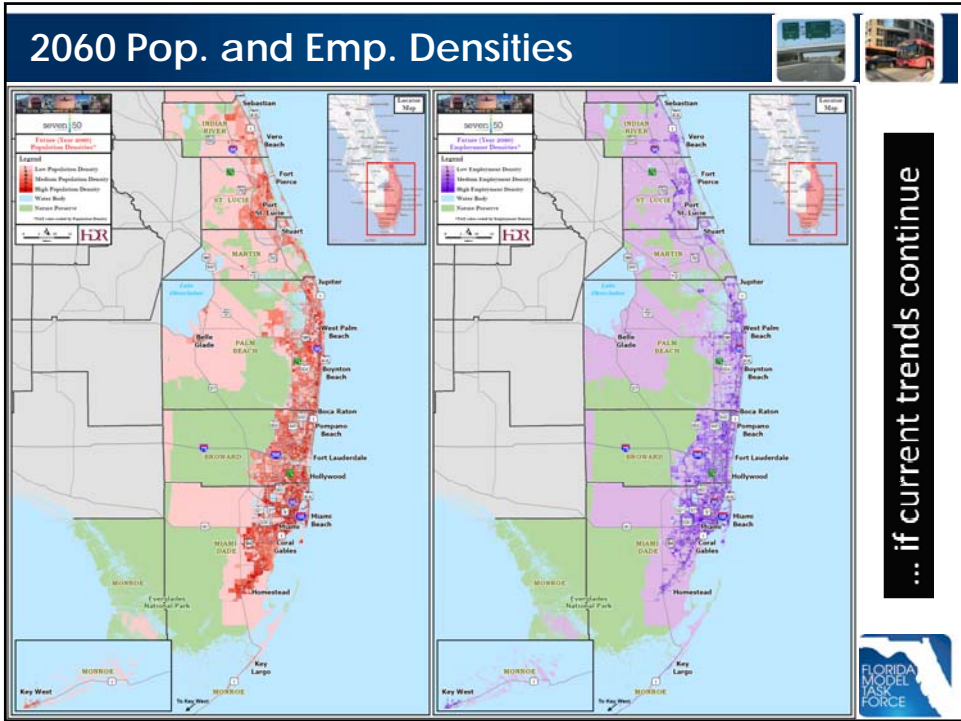 2060 Pop. and Emp. Densities
seven 50
Future (Year 2060)
Population Densities*
Legend
Low Population Density
Medium Population Density
High Population Density
Water Body
Nature Preserve
HDR
Locator
Map
Sebastian
INDIAN
RIVER
Vero
Beach
Fort
Pierce
ST. LUCIE
Port
St. Lucie
Stuart
MARTIN
Lake
Okeechobee
Jupiter
West Palm
Beach
Belle
Glade
PALM
BEACH
Boynton
Beach
Boca Raton
Pompano
Beach
BROWARD
Fort Lauderdale
Hollywood
Miami
Beach
Miami
MIAMI
DADE
Coral
Gables
Homestead
MONROE
Everglades
National Park
MONROE
Key West
Key
Largo
MONROE
To Key West
seven 50
Future (Year 2060)
Employment Densities*
Legend
Low Employment Density
Medium Employment Density
High Employment Density
Water Body
Nature Preserve
HDR
Locator
Map
Sebastian
INDIAN
RIVER
Vero
Beach
Fort
Pierce
ST. LUCIE
Port
St. Lucie
Stuart
MARTIN
Lake
Okeechobee
Jupiter
West Palm
Beach
Belle
Glade
PALM
BEACH
Boynton
Beach
Boca Raton
Pompano
Beach
BROWARD
Fort Lauderdale
Hollywood
Miami
Beach
Miami
MIAMI
DADE
Coral
Gables
Homestead
MONROE
Everglades
National Park
MONROE
Key West
Key
Largo
MONROE
To Key West
... if current trends continue
FLORIDA
MODEL
TASK
FORCE